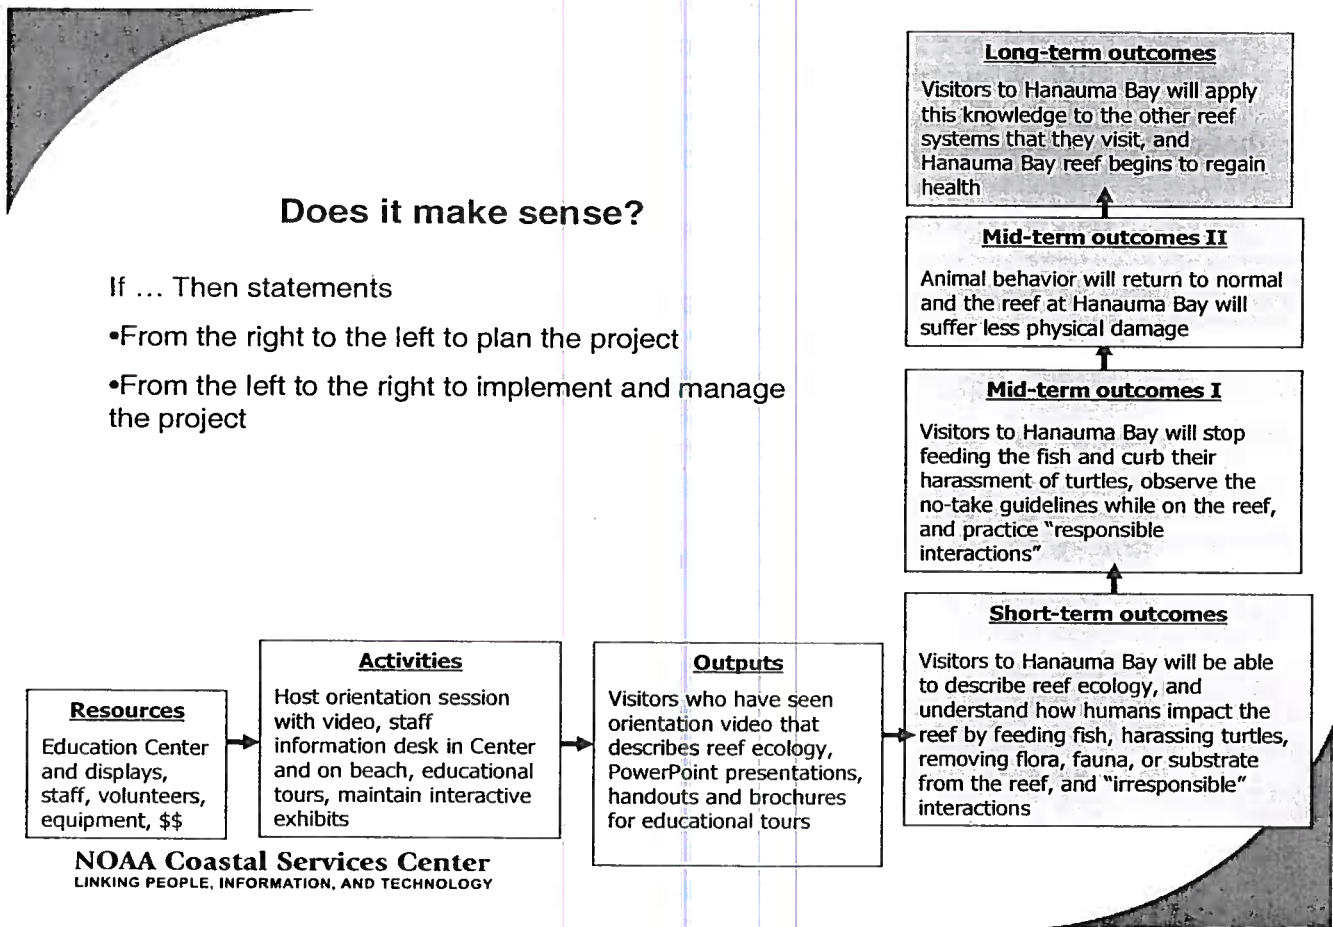 Does it make sense?
If ... Then statements
•From the right to the left to plan the project
•From the left to the right to implement and manage
the project
Resources
Education Center
and displays,
staff, volunteers,
equipment, $$
Activities
Host orientation session
with video, staff
information desk in Center
and on beach, educational
tours, maintain interactive
exhibits
Outputs
Visitors who have seen
orientation video that
describes reef ecology,
PowerPoint presentations,
handouts and brochures
for educational tours
Short-term outcomes
Visitors to Hanauma Bay will be able
to describe reef ecology, and
understand how humans impact the
reef by feeding fish, harassing turtles,
removing flora, fauna, or substrate
from the reef, and "irresponsible"
interactions
Mid-term outcomes I
Visitors to Hanauma Bay will stop
feeding the fish and curb their
harassment of turtles, observe the
no-take guidelines while on the reef,
and practice "responsible
interactions"
Mid-term outcomes II
Animal behavior will return to normal
and the reef at Hanauma Bay will
suffer less physical damage
Long-term outcomes
Visitors to Hanauma Bay will apply
this knowledge to the other reef
systems that they visit, and
Hanauma Bay reef begins to regain
health
NOAA Coastal Services Center
LINKING PEOPLE, INFORMATION, AND TECHNOLOGY